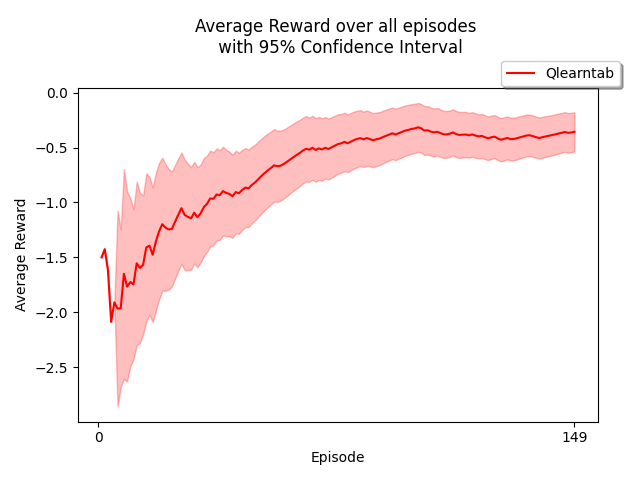 Average Reward over all episodes
with 95% Confidence Interval
Qlearntab
0.0
−0.5
−1.0
−1.5
−2.0
−2.5
Average Reward
0
149
Episode